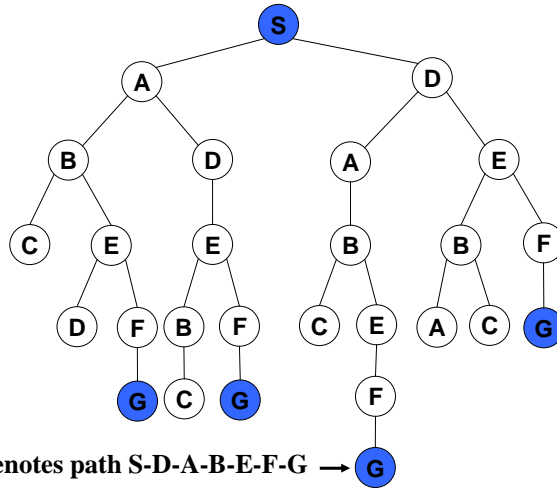 S
A D
B D A E
C E E B B F
D F B F C E A C G
G C G F
enotes path S-D-A-B-E-F-G G